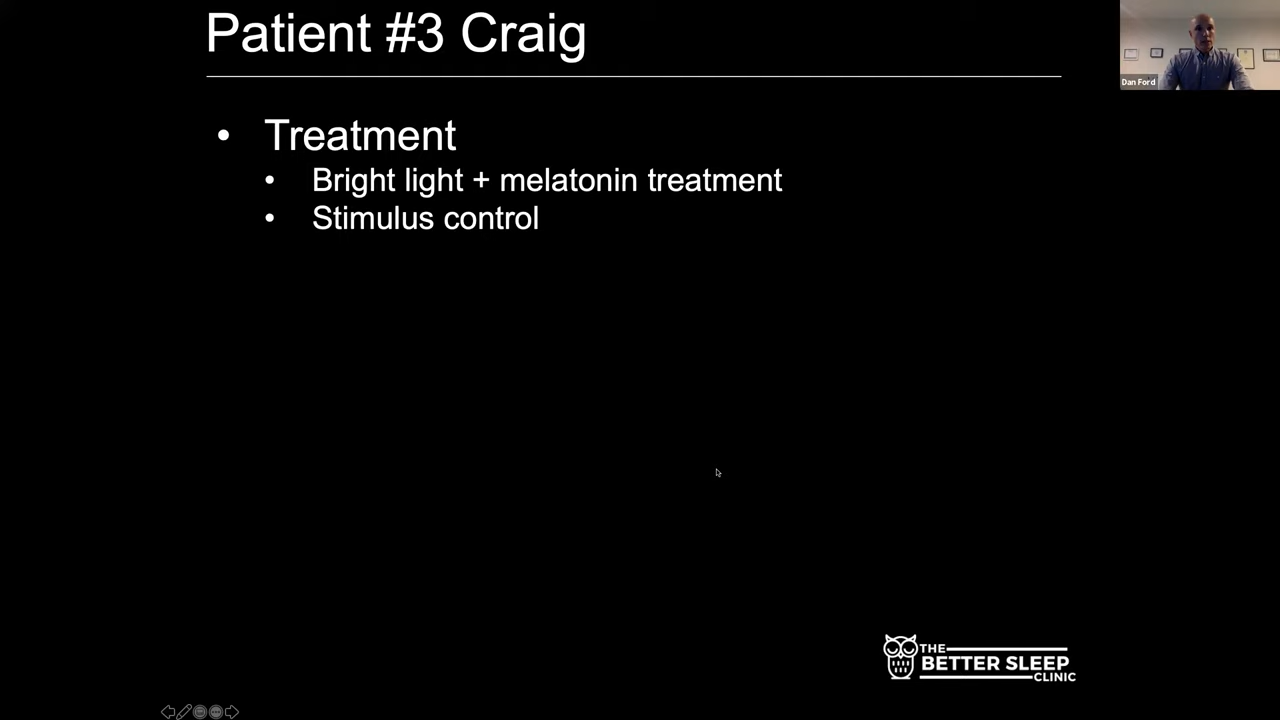 Patient #3 Craig
Dan Ford
• Treatment
• Bright light + melatonin treatment
• Stimulus control
THE
BETTER SLEEP
CLINIC